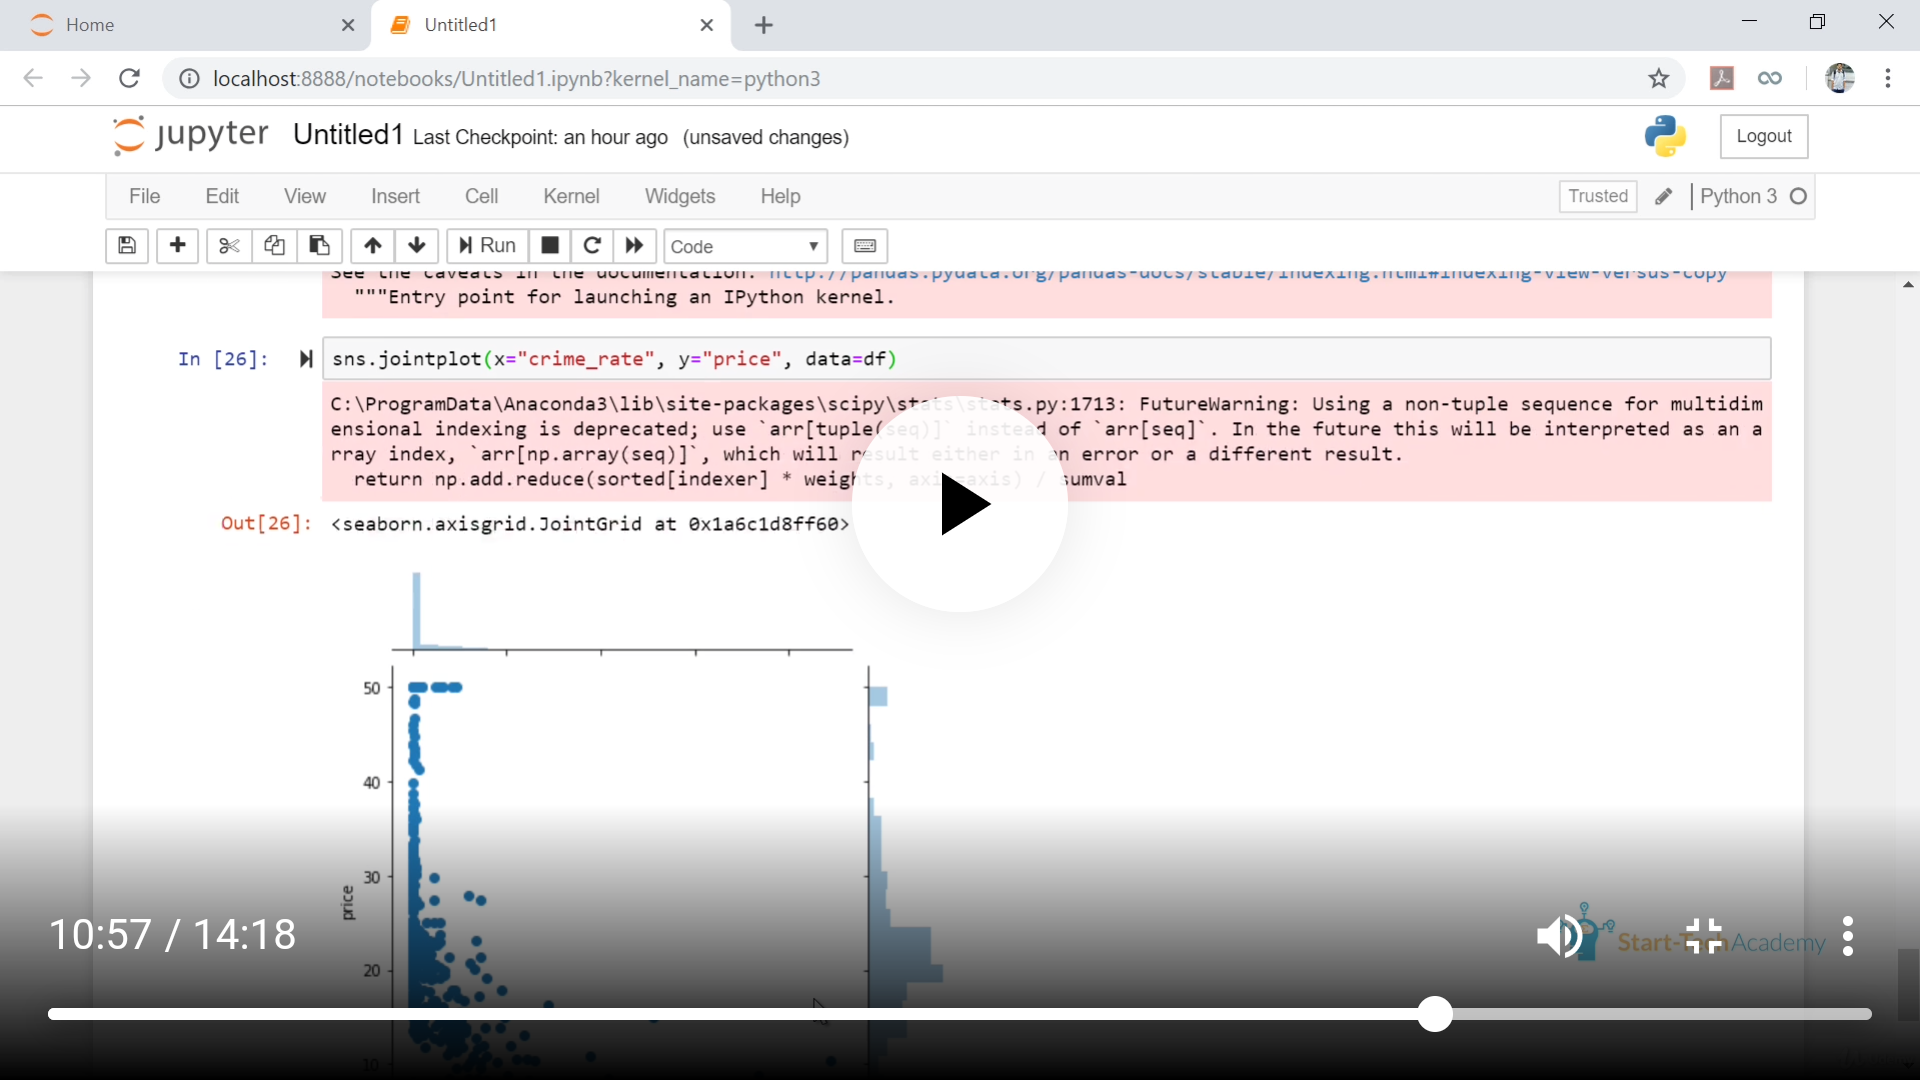 Home
Untitled1
localhost:8888/notebooks/Untitled1.ipynb?kernel_name=python3
jupyter Untitled1 Last Checkpoint: an hour ago (unsaved changes)
Logout
File Edit View Insert Cell Kernel Widgets Help
Trusted Python 3
Run Code
See the caveats in the documentation: http://pandas.pydata.org/pandas-docs/stable/indexing.html#indexing-view-versus-copy
"""Entry point for launching an IPython kernel.
In [26]: sns.jointplot(x="crime_rate", y="price", data=df)
C:\ProgramData\Anaconda3\lib\site-packages\scipy\stats\stats.py:1713: FutureWarning: Using a non-tuple sequence for multidim
ensional indexing is deprecated; use `arr[tuple(seq)]` instead of `arr[seq]`. In the future this will be interpreted as an a
rray index, `arr[np.array(seq)]`, which will result either in an error or a different result.
return np.add.reduce(sorted[indexer] * weights, axis=axis) / sumval
Out[26]: <seaborn.axisgrid.JointGrid at 0x1a6c1d8ff60>
50
40
30
price
10:57 / 14:18
Start-Tech Academy
20
10